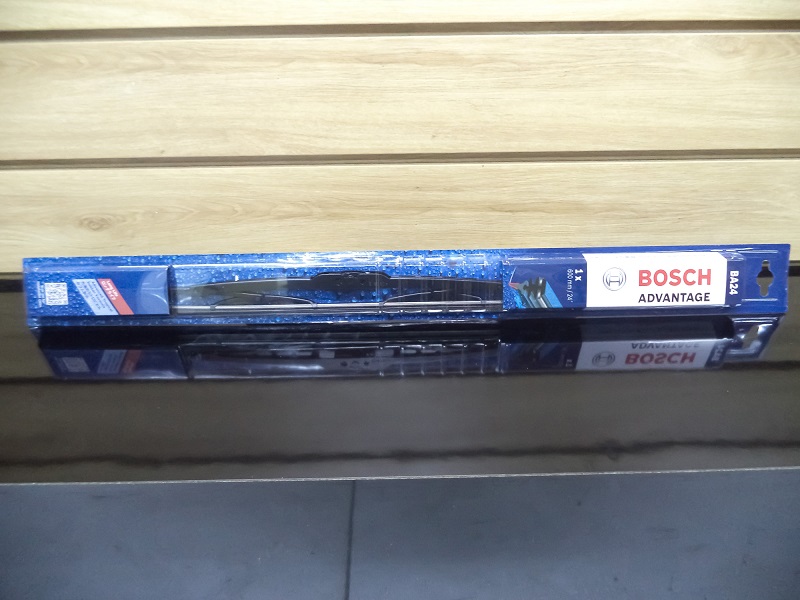 1 x
600 mm / 24"
BOSCH
ADVANTAGE
BA24